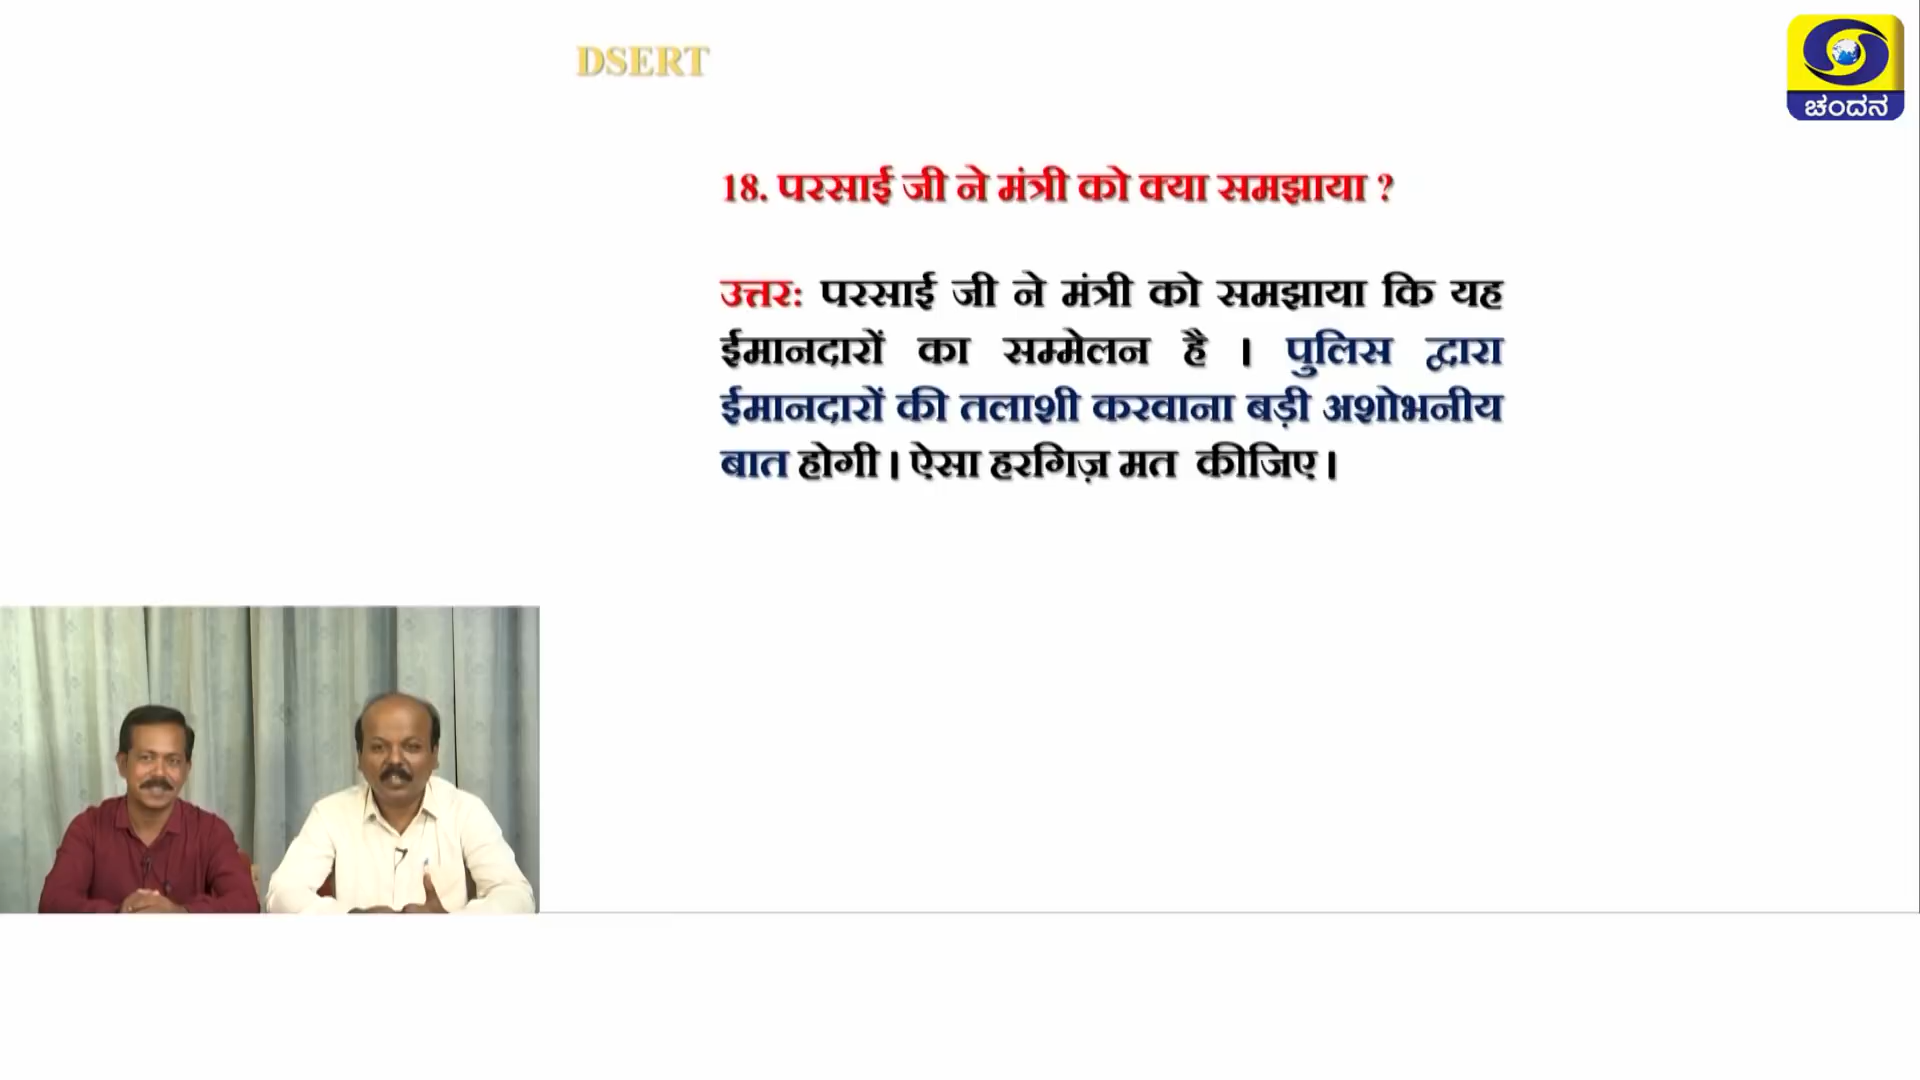 DSERT
ಚಂದನ
18. परसाई जी ने मंत्री को क्या समझाया ?
उत्तर: परसाई जी ने मंत्री को समझाया कि यह
ईमानदारों का सम्मेलन है । पुलिस द्वारा
ईमानदारों की तलाशी करवाना बड़ी अशोभनीय
बात होगी । ऐसा हरगिज़ मत कीजिए ।